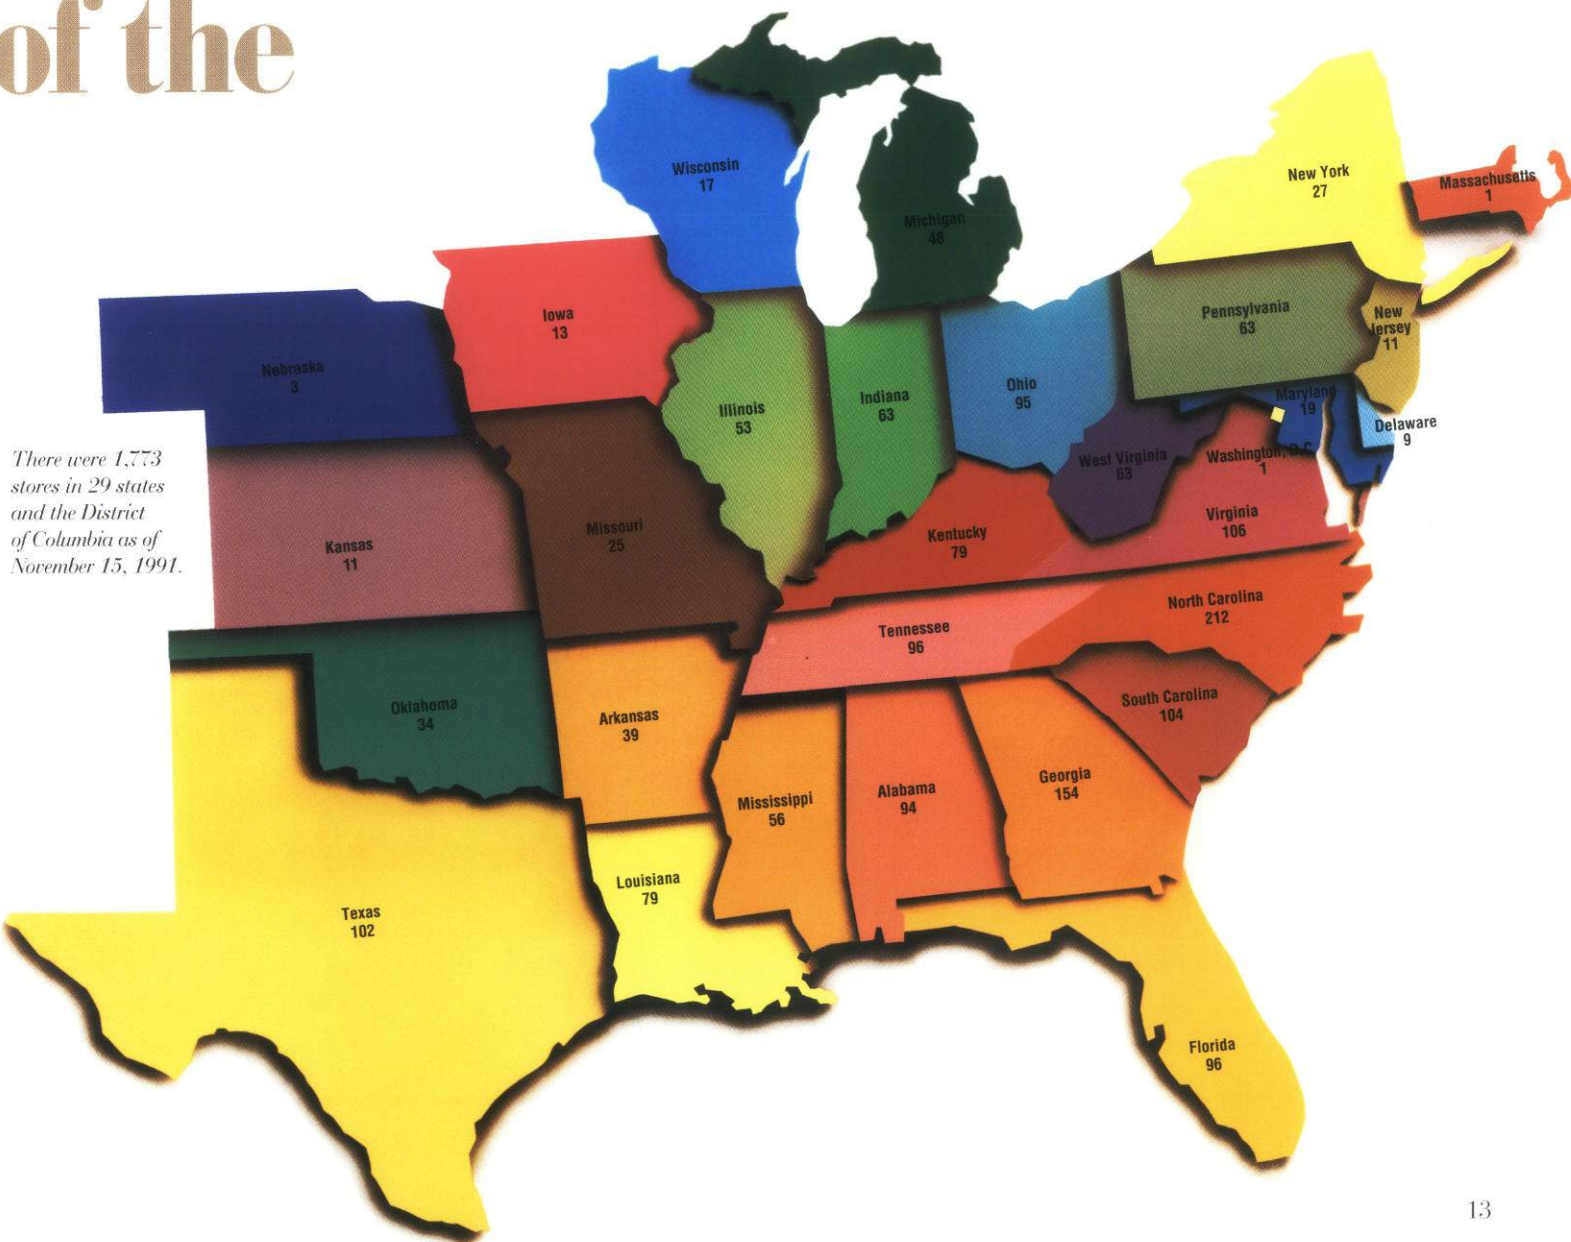 of the
Wisconsin
17
Michigan
48
New York
27
Massachusetts
1
Nebraska
3
Iowa
13
Illinois
53
Indiana
63
Ohio
95
Pennsylvania
63
New
Jersey
11
Maryland
19
Delaware
9
West Virginia
63
Washington, D.C.
1
Virginia
106
There were 1,773
stores in 29 states
and the District
of Columbia as of
November 15, 1991.
Kansas
11
Missouri
25
Kentucky
79
North Carolina
212
Tennessee
96
Oklahoma
34
Arkansas
39
South Carolina
104
Mississippi
56
Alabama
94
Georgia
154
Texas
102
Louisiana
79
Florida
96
13